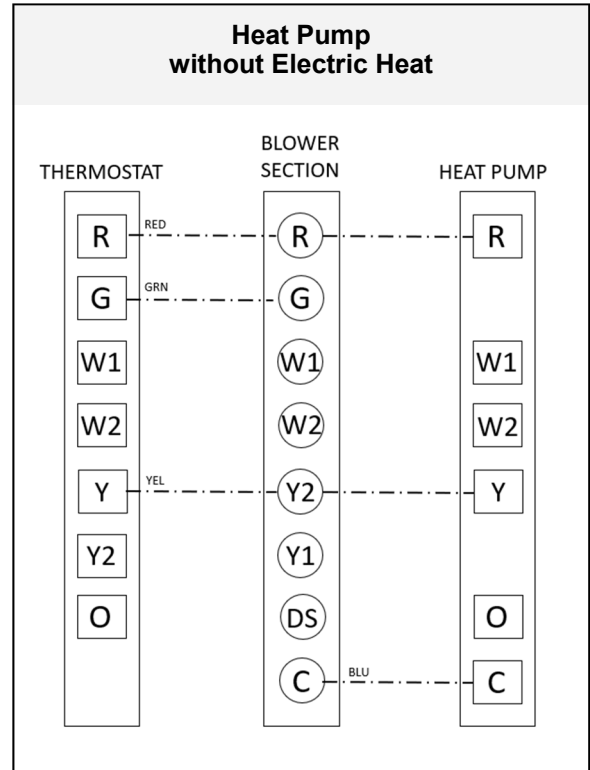 Heat Pump
without Electric Heat
THERMOSTAT
BLOWER
SECTION
HEAT PUMP
R RED R R
G GRN G
W1 W1 W1
W2 W2 W2
Y YEL Y2 Y
Y2 Y1
O DS O
C BLU C